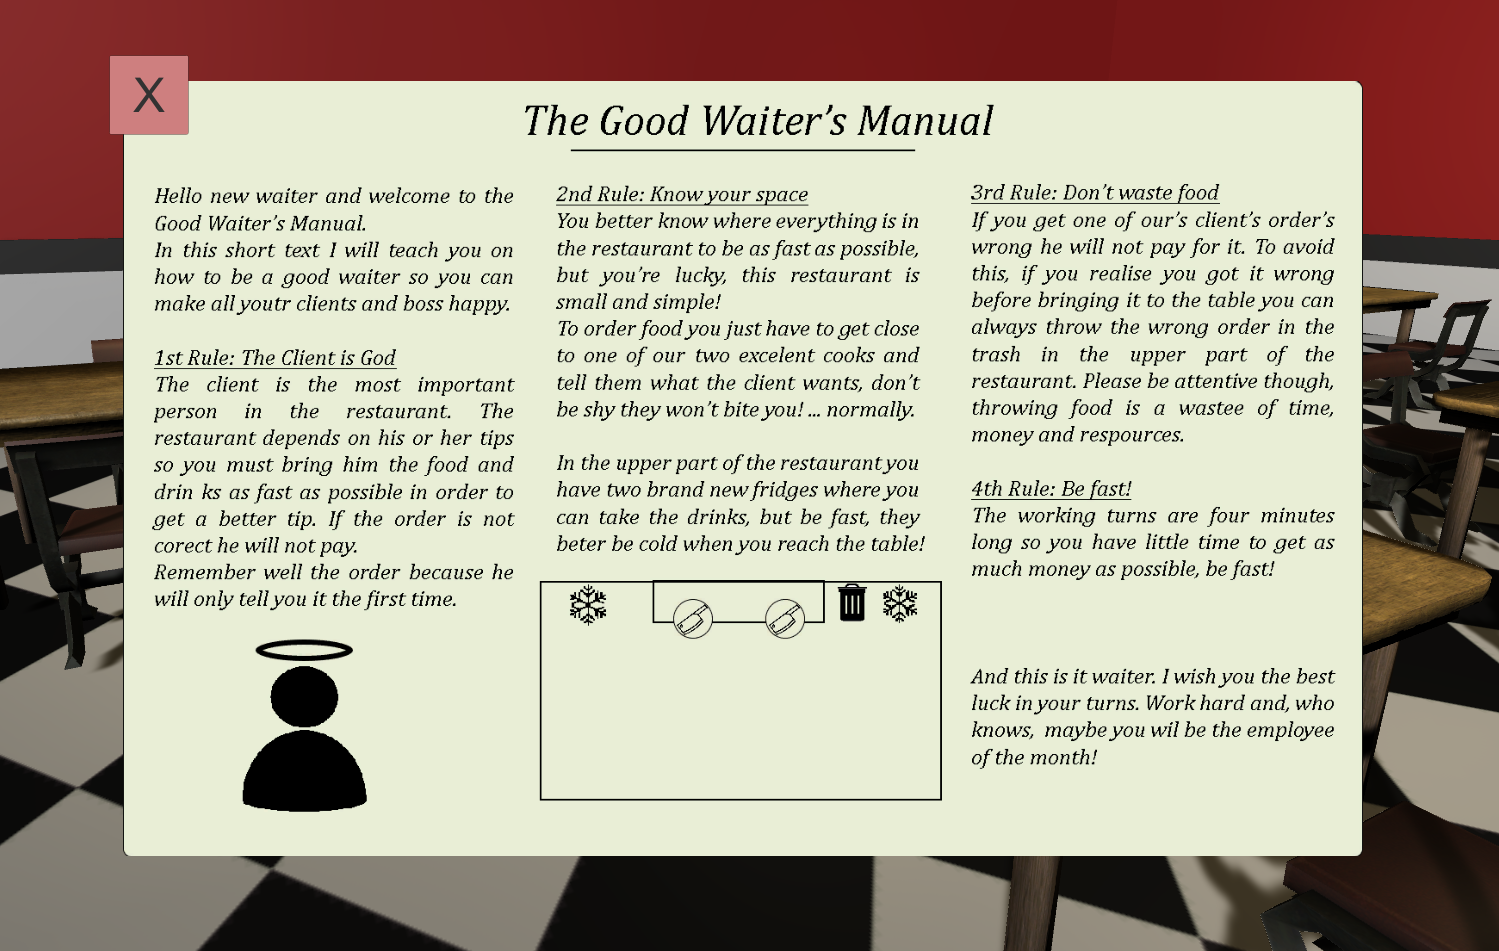 X
The Good Waiter's Manual
Hello new waiter and welcome to the
Good Waiter's Manual.
In this short text I will teach you on
how to be a good waiter so you can
make all youtr clients and boss happy.
1st Rule: The Client is God
The client is the most important
person in the restaurant. The
restaurant depends on his or her tips
so you must bring him the food and
drin ks as fast as possible in order to
get a better tip. If the order is not
corect he will not pay.
Remember well the order because he
will only tell you it the first time.
2nd Rule: Know your space
You better know where everything is in
the restaurant to be as fast as possible,
but you're lucky, this restaurant is
small and simple!
To order food you just have to get close
to one of our two excelent cooks and
tell them what the client wants, don't
be shy they won't bite you! ... normally.
In the upper part of the restaurant you
have two brand new fridges where you
can take the drinks, but be fast, they
beter be cold when you reach the table!
3rd Rule: Don't waste food
If you get one of our's client's order's
wrong he will not pay for it. To avoid
this, if you realise you got it wrong
before bringing it to the table you can
always throw the wrong order in the
trash in the upper part of the
restaurant. Please be attentive though,
throwing food is a wastee of time,
money and respources.
4th Rule: Be fast!
The working turns are four minutes
long so you have little time to get as
much money as possible, be fast!
And this is it waiter. I wish you the best
luck in your turns. Work hard and, who
knows, maybe you wil be the employee
of the month!